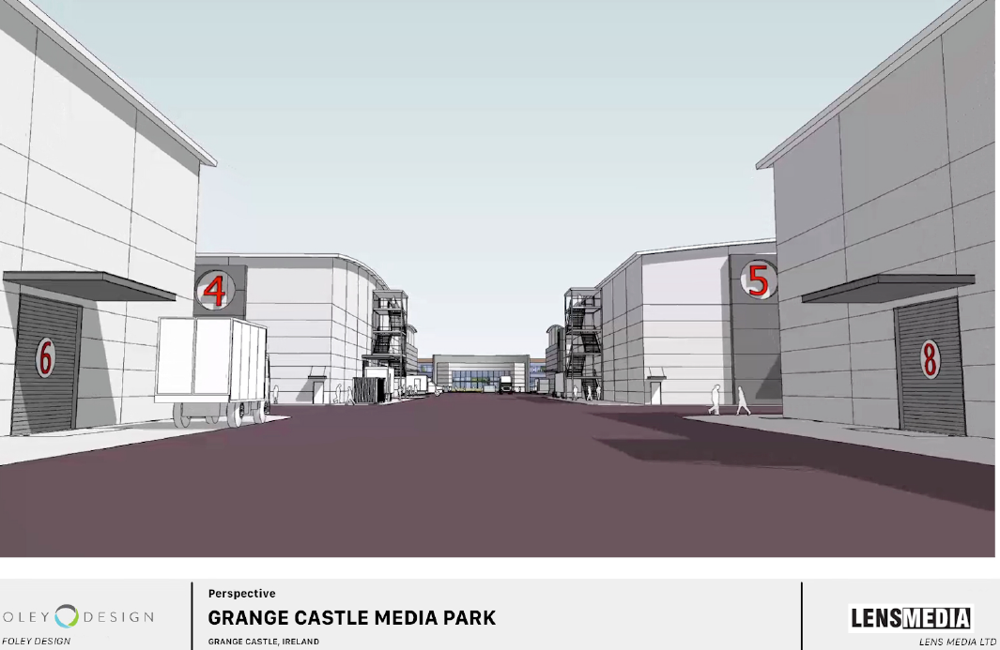 4
5
6
8
OLEY DESIGN
FOLEY DESIGN
Perspective
GRANGE CASTLE MEDIA PARK
GRANGE CASTLE, IRELAND
LENSMEDIA
LENS MEDIA LTD